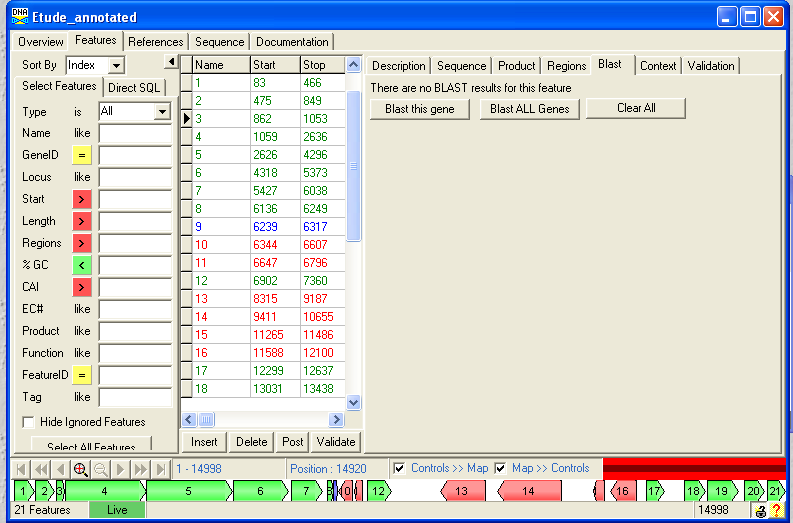 Etude_annotated
Overview Features References Sequence Documentation
Sort By Index
Select Features Direct SQL
Type is All
Name like
GeneID =
Locus like
Start >
Length >
Regions >
% GC <
CAI >
EC# like
Product like
Function like
FeatureID =
Tag like
Hide Ignored Features
Select All Features
Name Start Stop
1 83 466
2 475 849
3 862 1053
4 1059 2636
5 2626 4296
6 4318 5373
7 5427 6038
8 6136 6249
9 6239 6317
10 6344 6607
11 6647 6796
12 6902 7360
13 8315 9187
14 9411 10655
15 11265 11486
16 11588 12100
17 12299 12637
18 13031 13438
Insert Delete Post Validate
Description Sequence Product Regions Blast Context Validation
There are no BLAST results for this feature
Blast this gene Blast ALL Genes Clear All
1 - 14998 Position : 14920 Controls >> Map Map >> Controls
1 2 3 4 5 6 7 8 12 13 14 16 17 18 19 20 21
21 Features Live 14998